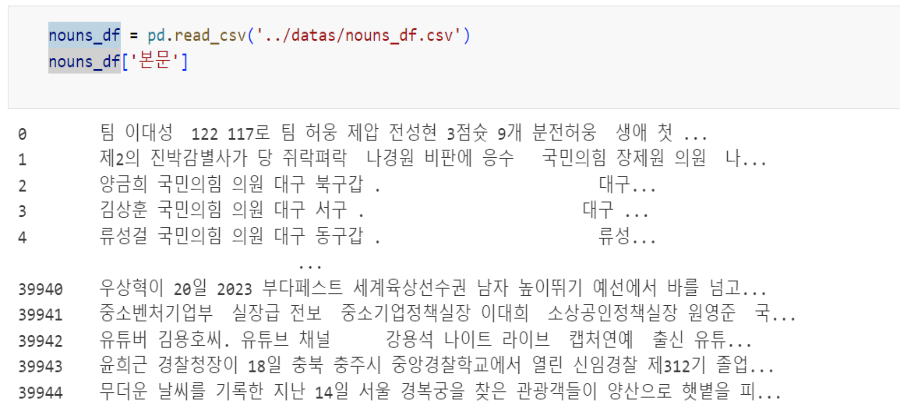 nouns_df = pd.read_csv('../datas/nouns_df.csv')
nouns_df['본문']
0 팀 이대성 122 117로 팀 허웅 제압 전성현 3점슛 9개 분전허웅 생애 첫 ...
1 제2의 진박감별사가 당 쥐락펴락 나경원 비판에 응수 국민의힘 장제원 의원 나...
2 양금희 국민의힘 의원 대구 북구갑 . 대구...
3 김상훈 국민의힘 의원 대구 서구 . 대구 ...
4 류성걸 국민의힘 의원 대구 동구갑 . 류성...
...
39940 우상혁이 20일 2023 부다페스트 세계육상선수권 남자 높이뛰기 예선에서 바를 넘고...
39941 중소벤처기업부 실장급 전보 중소기업정책실장 이대희 소상공인정책실장 원영준 국...
39942 유튜버 김용호씨. 유튜브 채널 강용석 나이트 라이브 캡처연예 출신 유튜...
39943 윤희근 경찰청장이 18일 충북 충주시 중앙경찰학교에서 열린 신임경찰 제312기 졸업...
39944 무더운 날씨를 기록한 지난 14일 서울 경복궁을 찾은 관광객들이 양산으로 햇볕을 피...